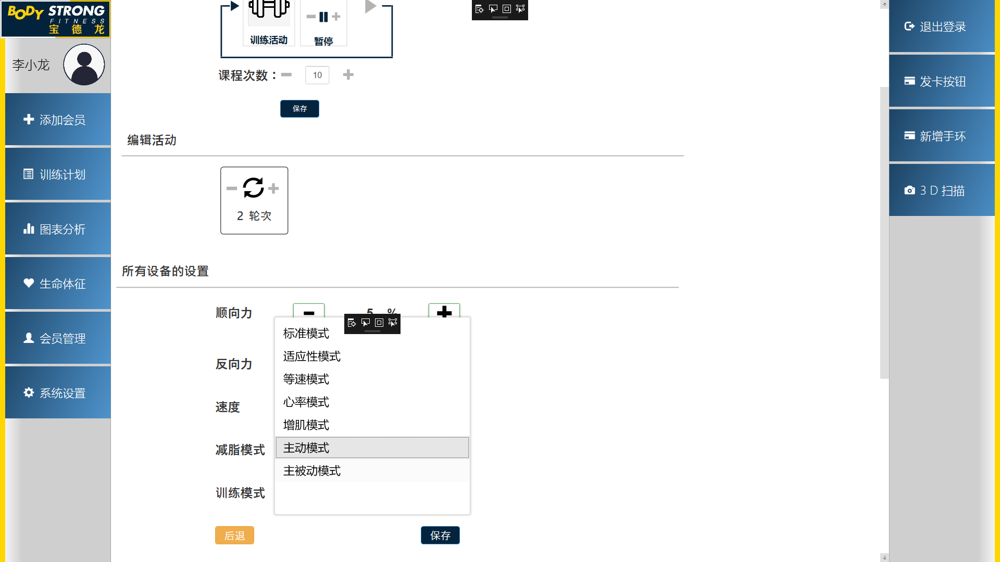 BODY STRONG
FITNESS
宝德龙
李小龙
添加会员
训练计划
图表分析
生命体征
会员管理
系统设置
训练活动
暂停
课程次数：
10
保存
编辑活动
2 轮次
所有设备的设置
顺向力
5 %
反向力
速度
减脂模式
训练模式
标准模式
适应性模式
等速模式
心率模式
增肌模式
主动模式
主被动模式
后退
保存
退出登录
发卡按钮
新增手环
3 D 扫描